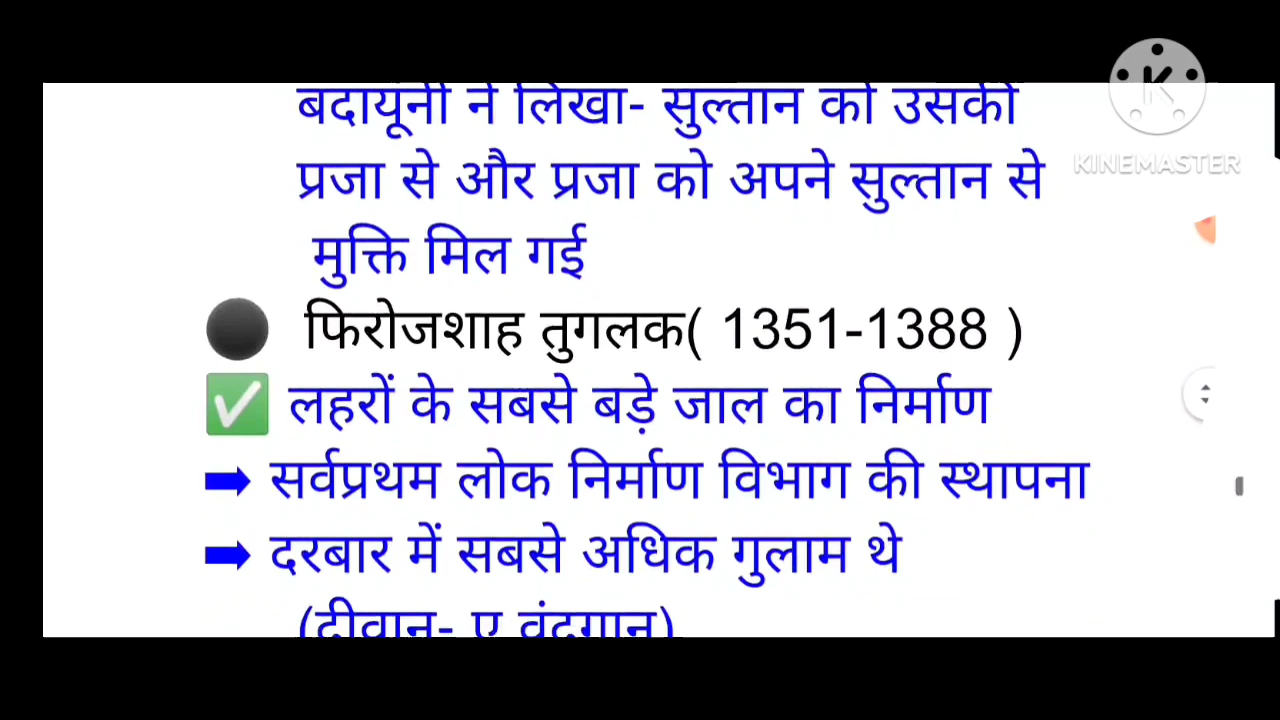 बदायूनी ने लिखा- सुल्तान को उसकी
प्रजा से और प्रजा को अपने सुल्तान से
मुक्ति मिल गई
फिरोजशाह तुगलक( 1351-1388 )
लहरों के सबसे बड़े जाल का निर्माण
सर्वप्रथम लोक निर्माण विभाग की स्थापना
दरबार में सबसे अधिक गुलाम थे
(दीवान- ए वंदगान)
KINEMASTER